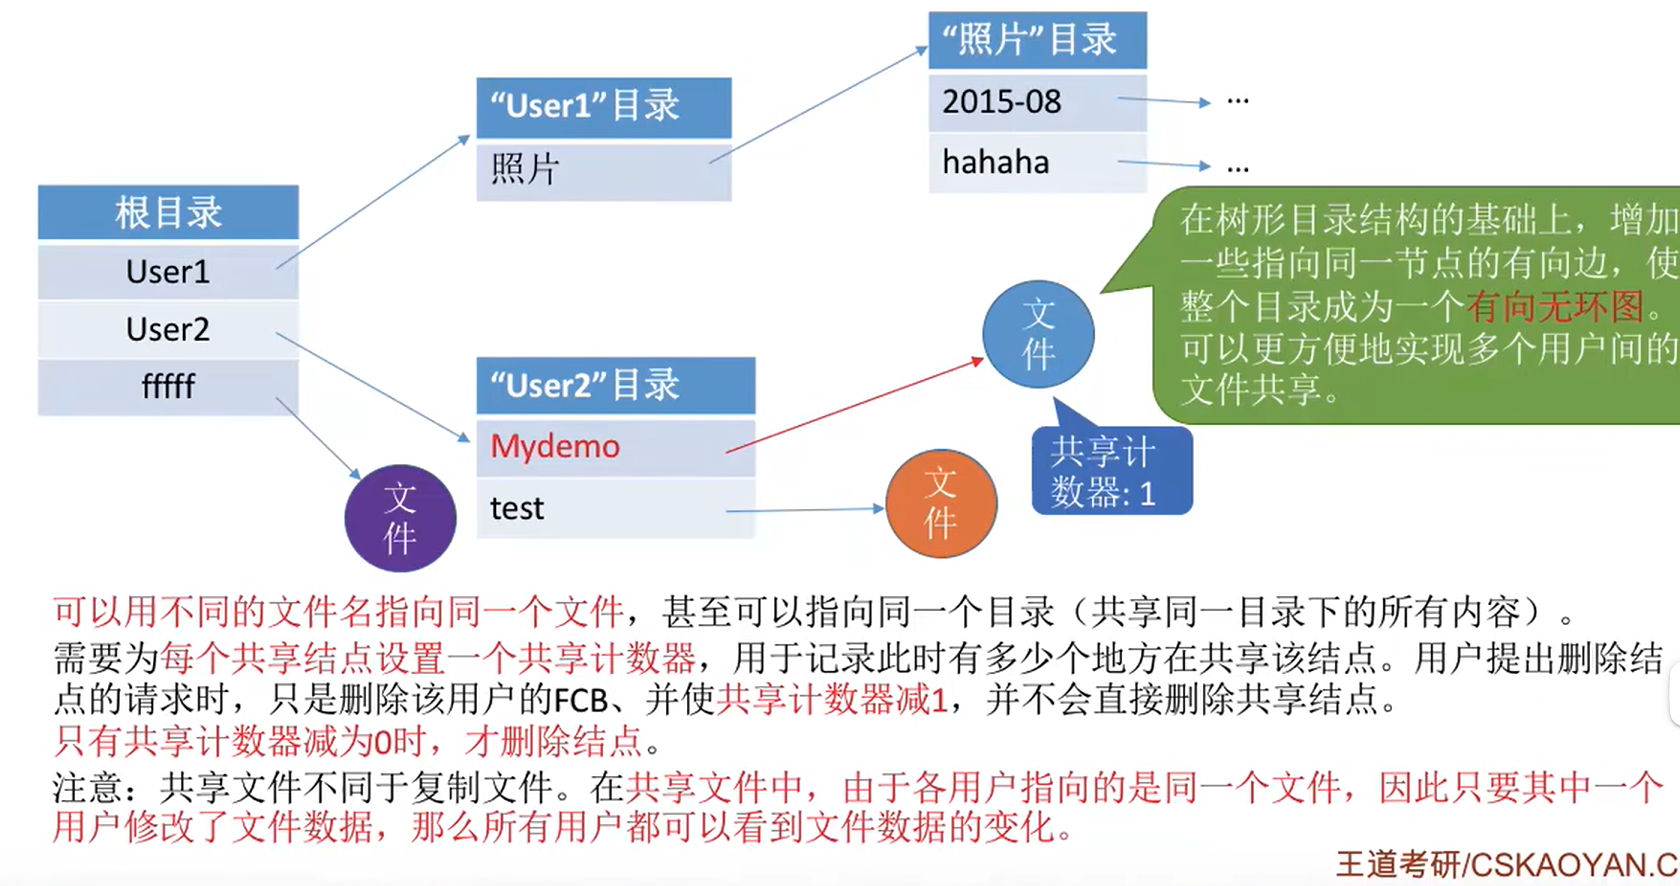 “照片”目录
2015-08
...
hahaha
...
“User1”目录
照片
根目录
User1
User2
fffff
文
件
“User2”目录
Mydemo
test
文
件
文
件
共享计
数器: 1
在树形目录结构的基础上，增加
一些指向同一节点的有向边，使
整个目录成为一个有向无环图。
可以更方便地实现多个用户间的
文件共享。
可以用不同的文件名指向同一个文件，甚至可以指向同一个目录（共享同一目录下的所有内容）。
需要为每个共享结点设置一个共享计数器，用于记录此时有多少个地方在共享该结点。用户提出删除结
点的请求时，只是删除该用户的FCB、并使共享计数器减1，并不会直接删除共享结点。
只有共享计数器减为0时，才删除结点。
注意：共享文件不同于复制文件。在共享文件中，由于各用户指向的是同一个文件，因此只要其中一个
用户修改了文件数据，那么所有用户都可以看到文件数据的变化。
王道考研/CSKAOYAN.C